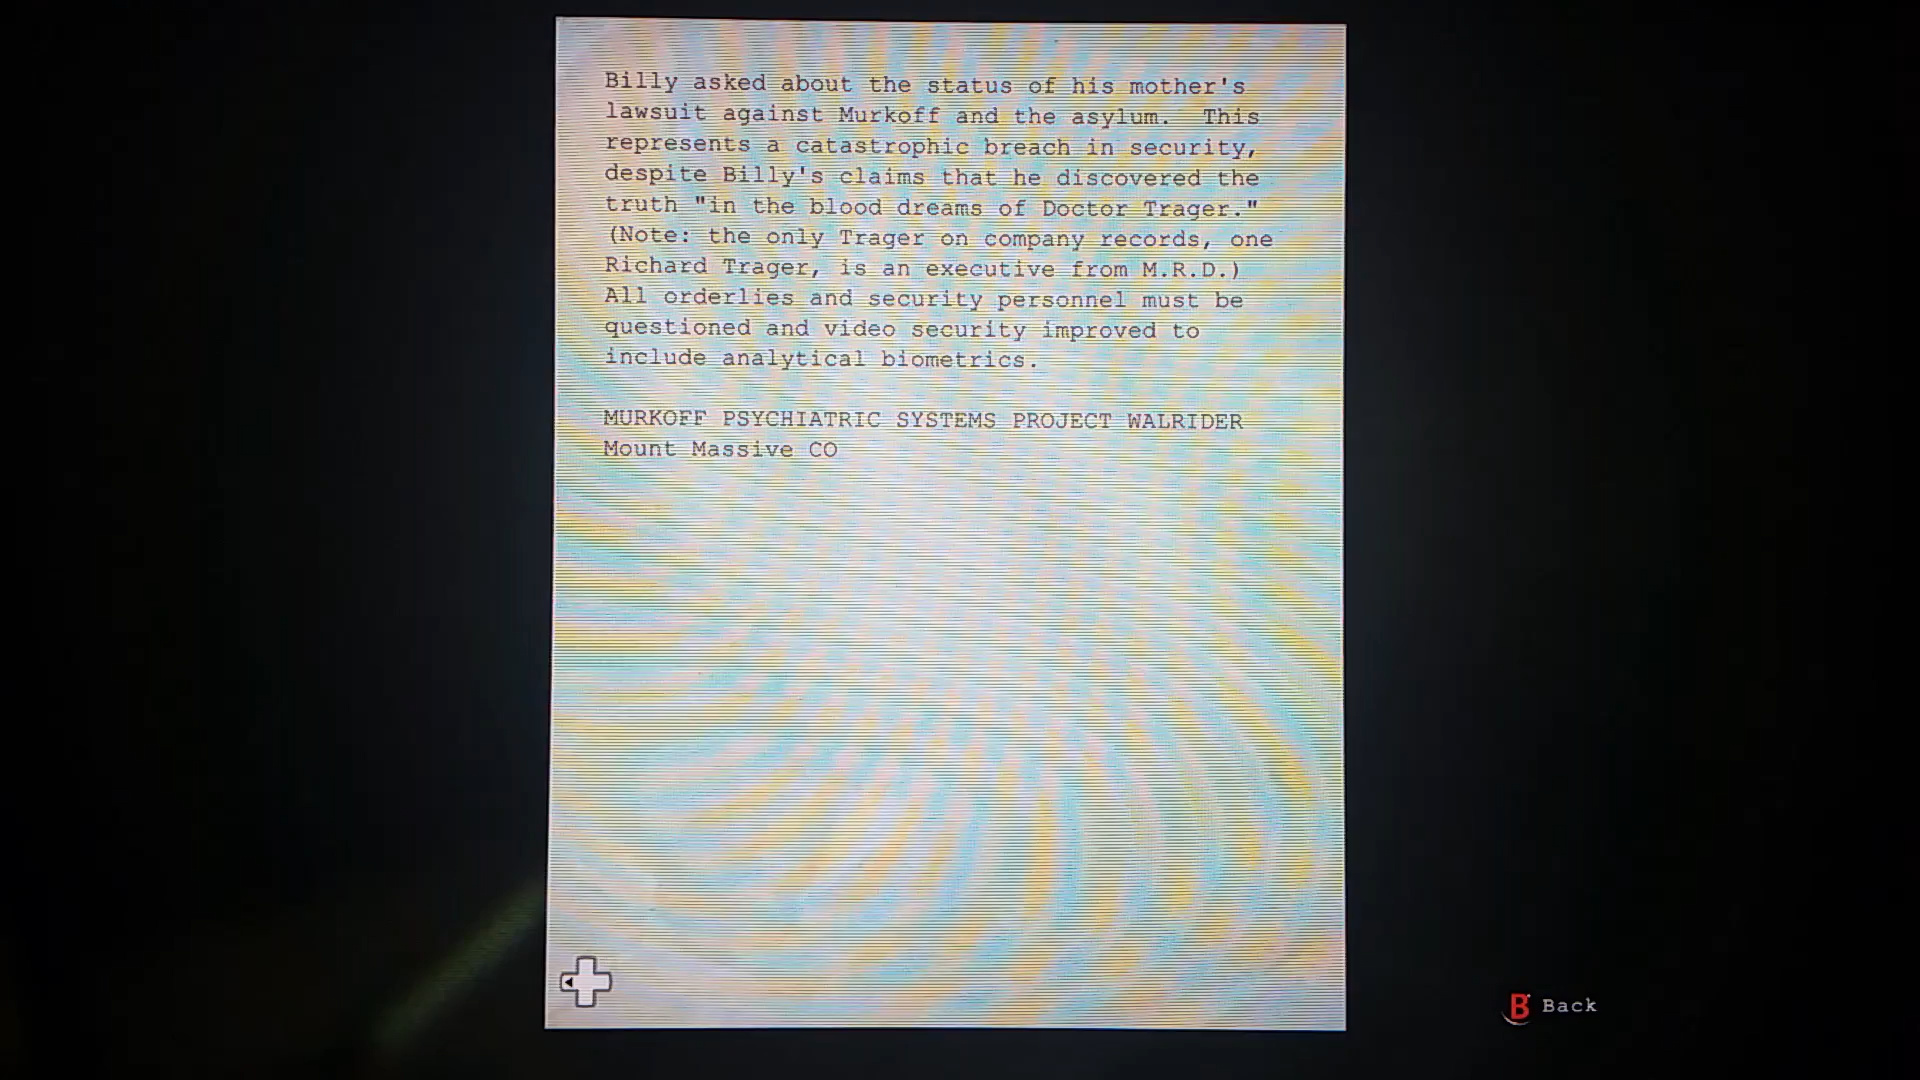 Billy asked about the status of his mother's
lawsuit against Murkoff and the asylum.  This
represents a catastrophic breach in security,
despite Billy's claims that he discovered the
truth "in the blood dreams of Doctor Trager."
(Note: the only Trager on company records, one
Richard Trager, is an executive from M.R.D.)
All orderlies and security personnel must be
questioned and video security improved to
include analytical biometrics.
MURKOFF PSYCHIATRIC SYSTEMS PROJECT WALRIDER
Mount Massive CO
B Back